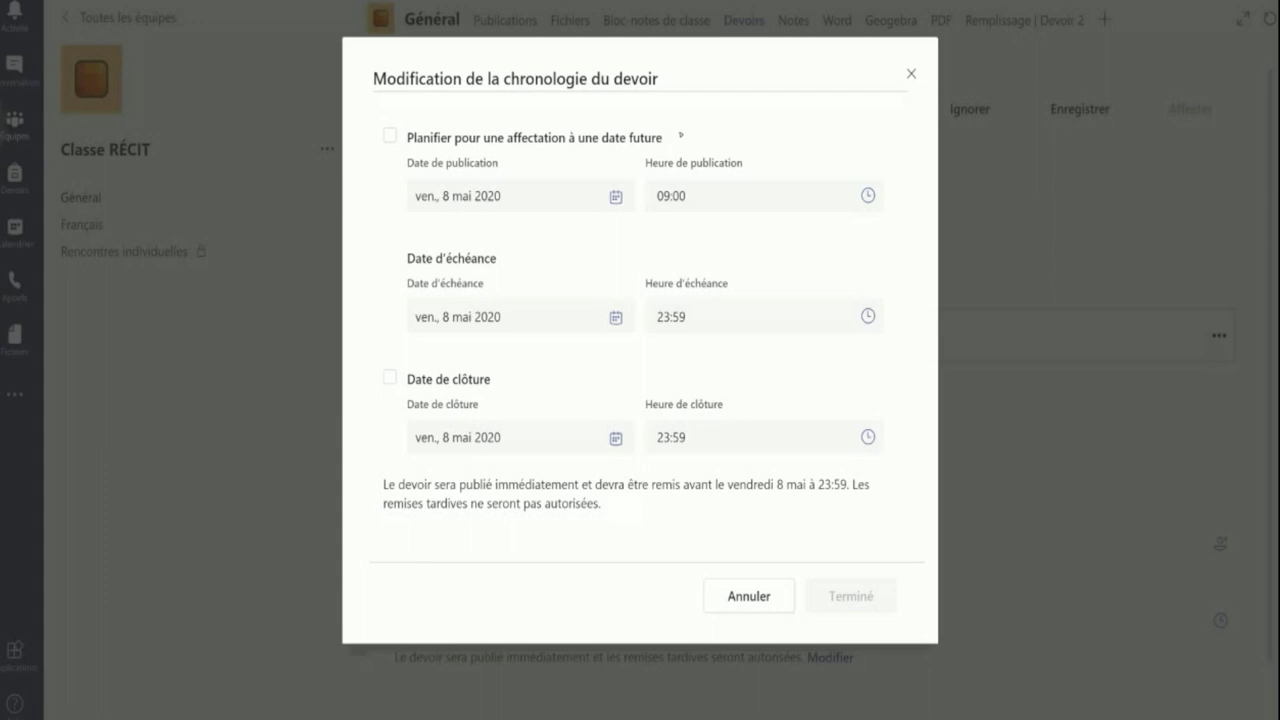 Toutes les équipes
Général Publications Fichiers Bloc-notes de classe Devoirs Notes Word Geogebra PDF Remplissage | Devoir 2
Modification de la chronologie du devoir
Ignorer Enregistrer Affecter
Planifier pour une affectation à une date future
Classe RÉCIT
Date de publication Heure de publication
ven., 8 mai 2020 09:00
Général
Français
Rencontres individuelles
Date d'échéance
Date d'échéance Heure d'échéance
ven., 8 mai 2020 23:59
Date de clôture
Date de clôture Heure de clôture
ven., 8 mai 2020 23:59
Le devoir sera publié immédiatement et devra être remis avant le vendredi 8 mai à 23:59. Les
remises tardives ne seront pas autorisées.
Annuler Terminé
Le devoir sera publié immédiatement et les remises tardives seront autorisées. Modifier